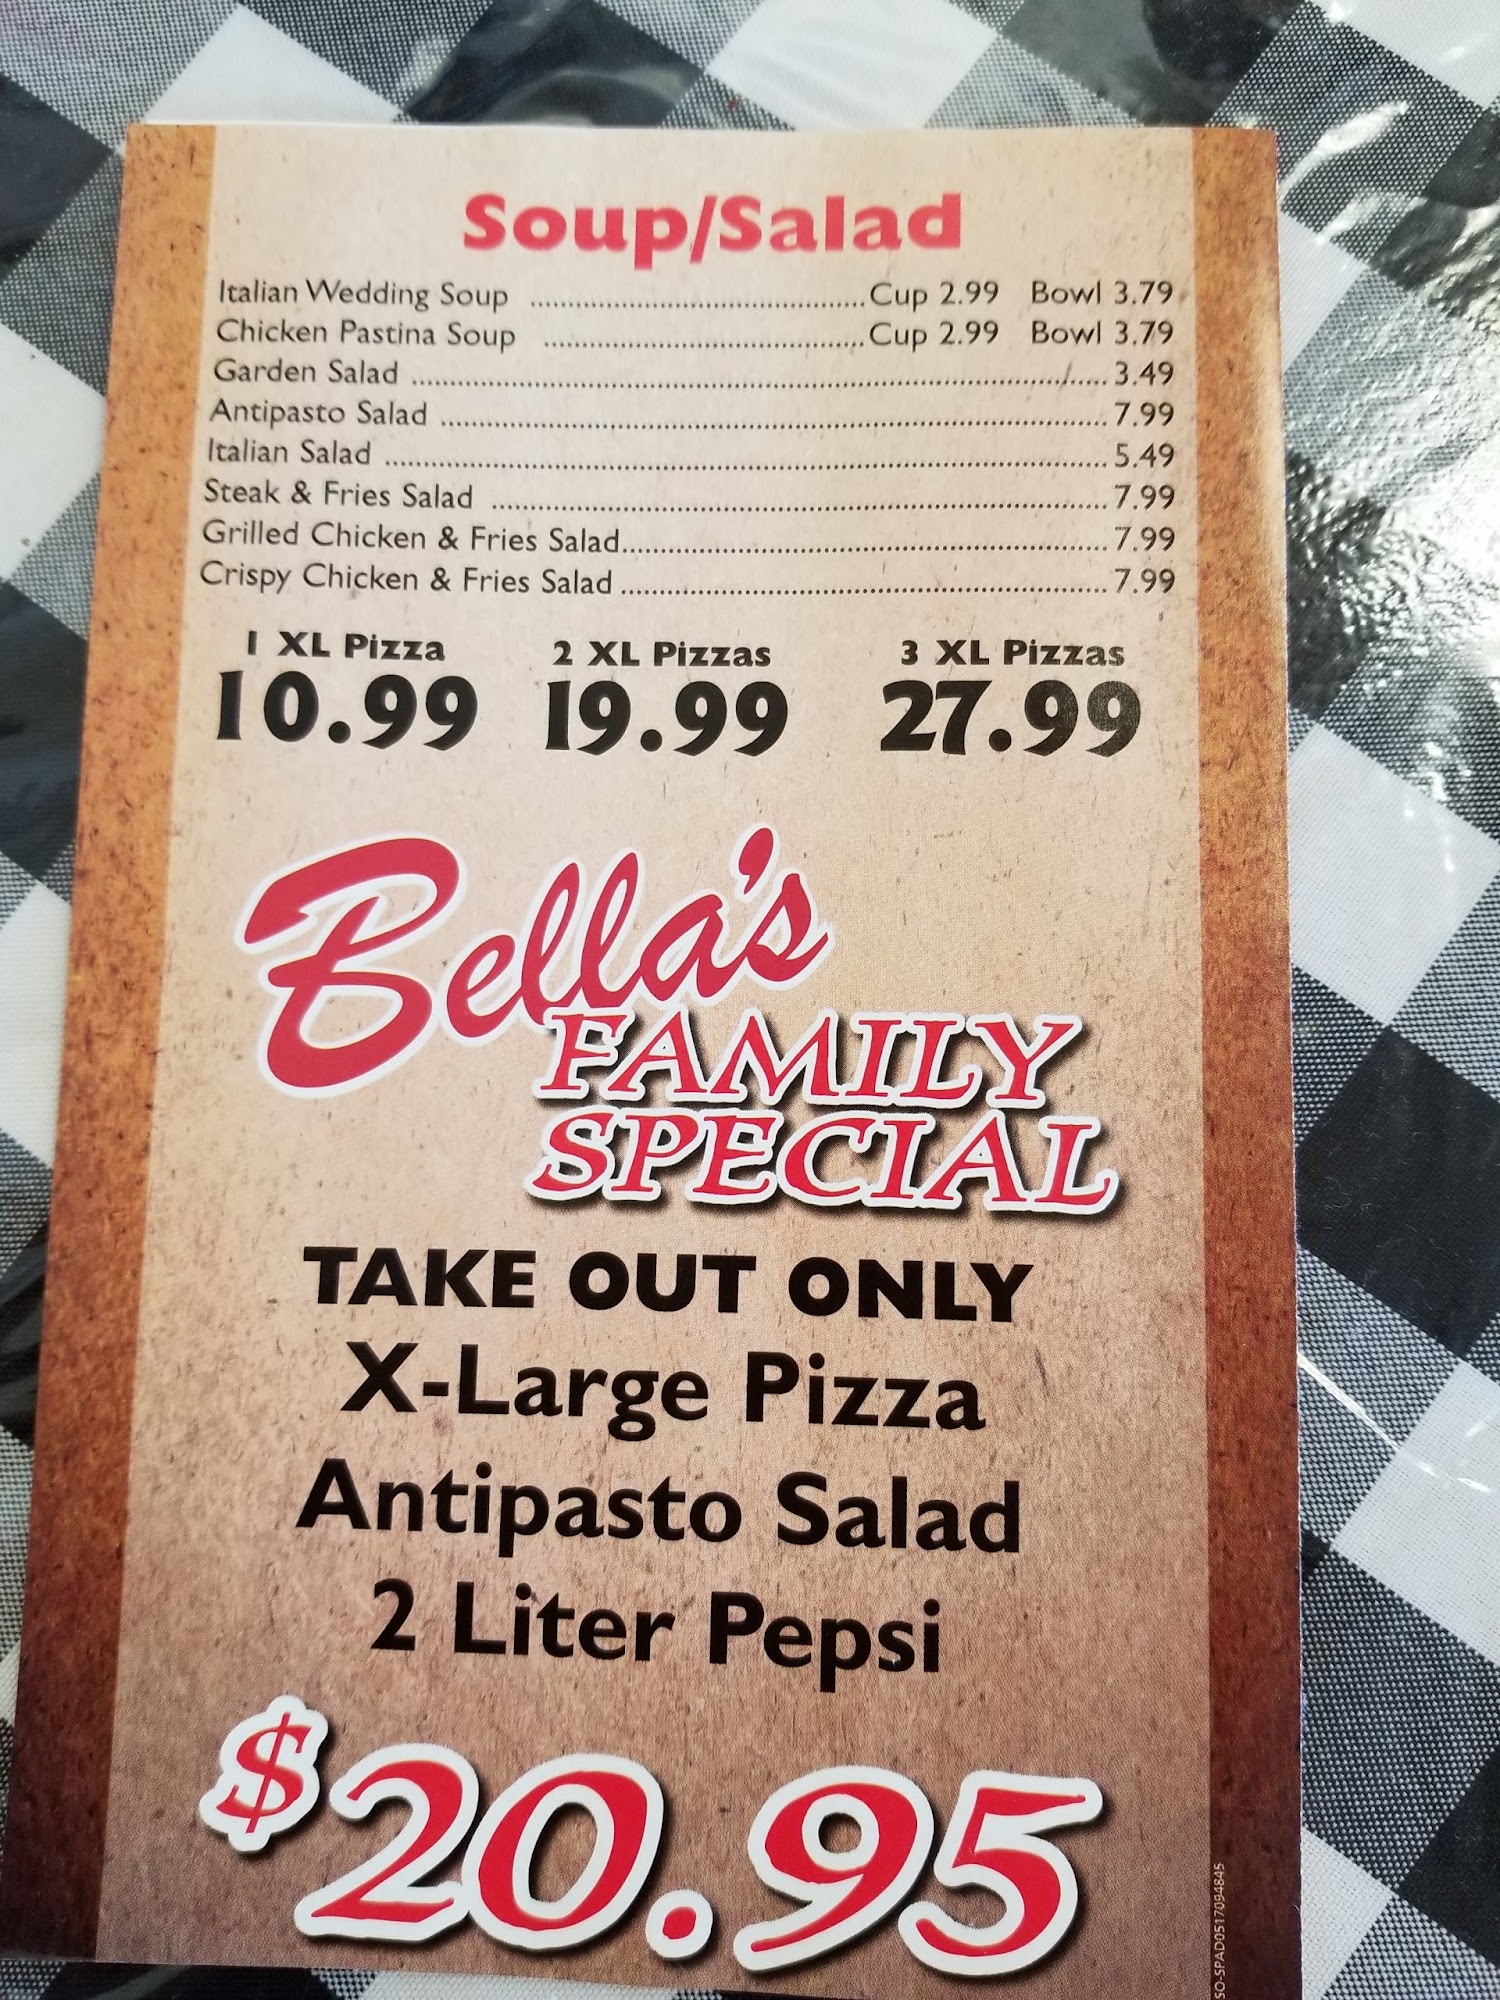 Soup/Salad
Italian Wedding Soup ........................................ Cup 2.99 Bowl 3.79
Chicken Pastina Soup ...................................... Cup 2.99 Bowl 3.79
Garden Salad ........................................ 3.49
Antipasto Salad ........................................ 7.99
Italian Salad ........................................ 5.49
Steak & Fries Salad ........................................ 7.99
Grilled Chicken & Fries Salad........................................ 7.99
Crispy Chicken & Fries Salad ........................................ 7.99
1 XL Pizza 2 XL Pizzas 3 XL Pizzas
10.99 19.99 27.99
Bella's
FAMILY
SPECIAL
TAKE OUT ONLY
X-Large Pizza
Antipasto Salad
2 Liter Pepsi
$20.95
SO-SPAD0517094845